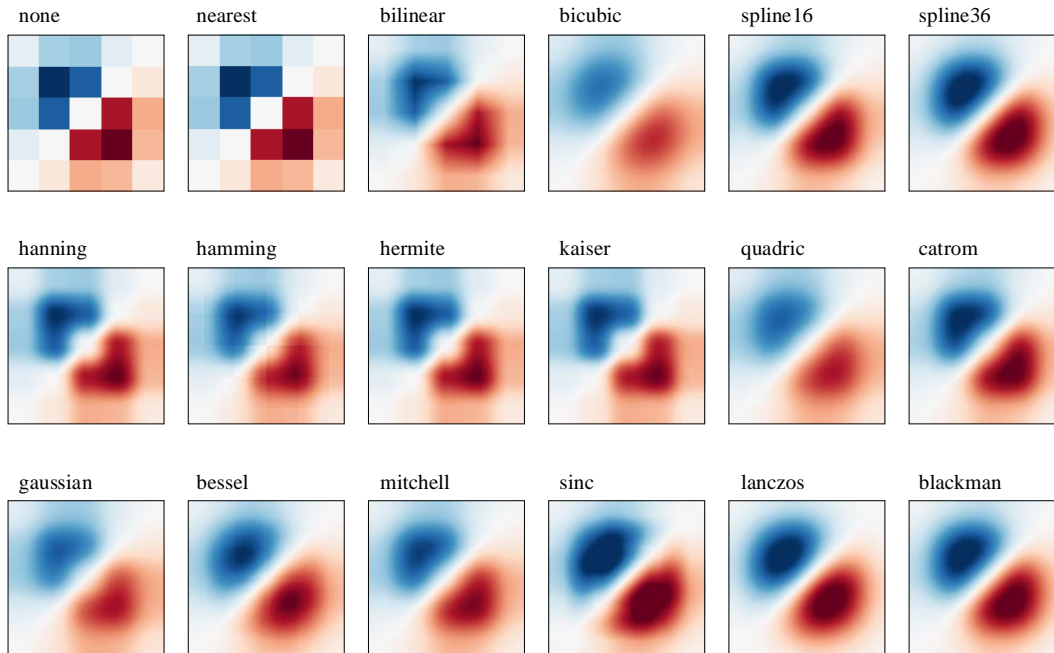 none
nearest
bilinear
bicubic
spline16
spline36
hanning
hamming
hermite
kaiser
quadric
catrom
gaussian
bessel
mitchell
sinc
lanczos
blackman